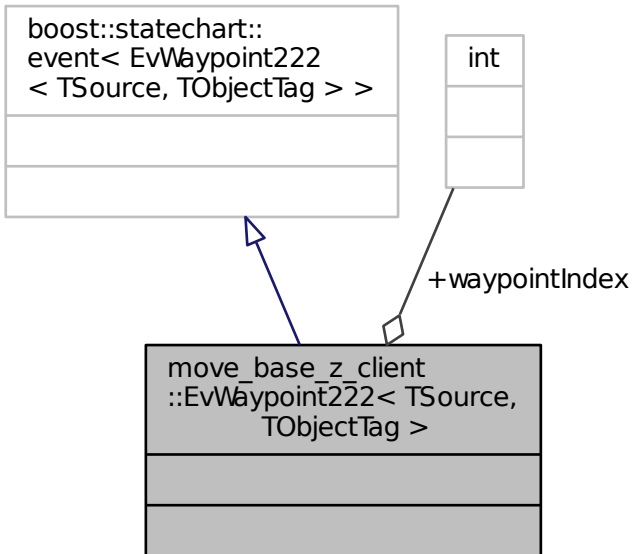 boost::statechart::
event< EvWaypoint222
< TSource, TObjectTag > >
int
+waypointIndex
move_base_z_client
::EvWaypoint222< TSource,
TObjectTag >